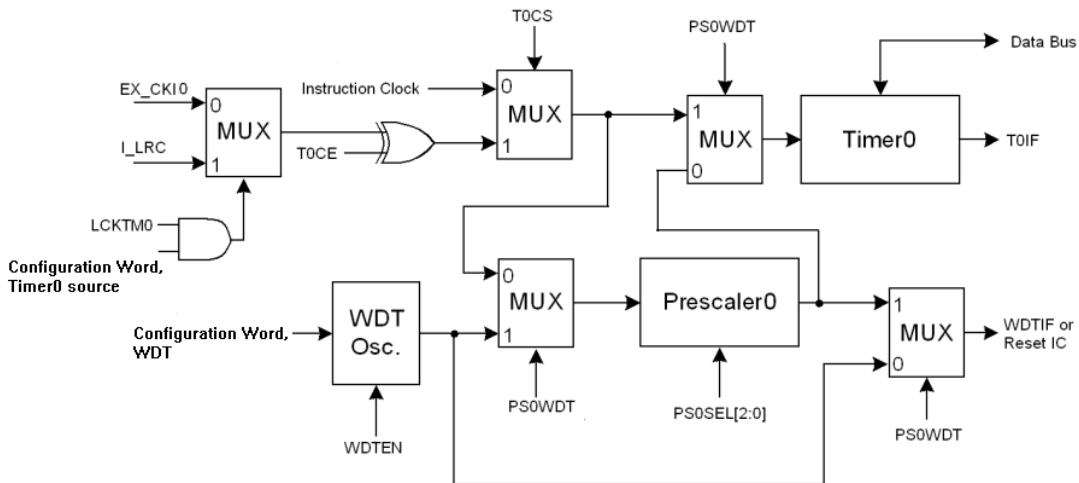 T0CS
PS0WDT
Data Bus
EX_CKI0
0
MUX
I_LRC
1
Instruction Clock
0
MUX
1
T0CE
1
MUX
0
Timer0
T0IF
LCKTM0
Configuration Word,
Timer0 source
Configuration Word,
WDT
WDT
Osc.
WDTEN
0
MUX
1
PS0WDT
Prescaler0
PS0SEL[2:0]
1
MUX
0
WDTIF or
Reset IC
PS0WDT